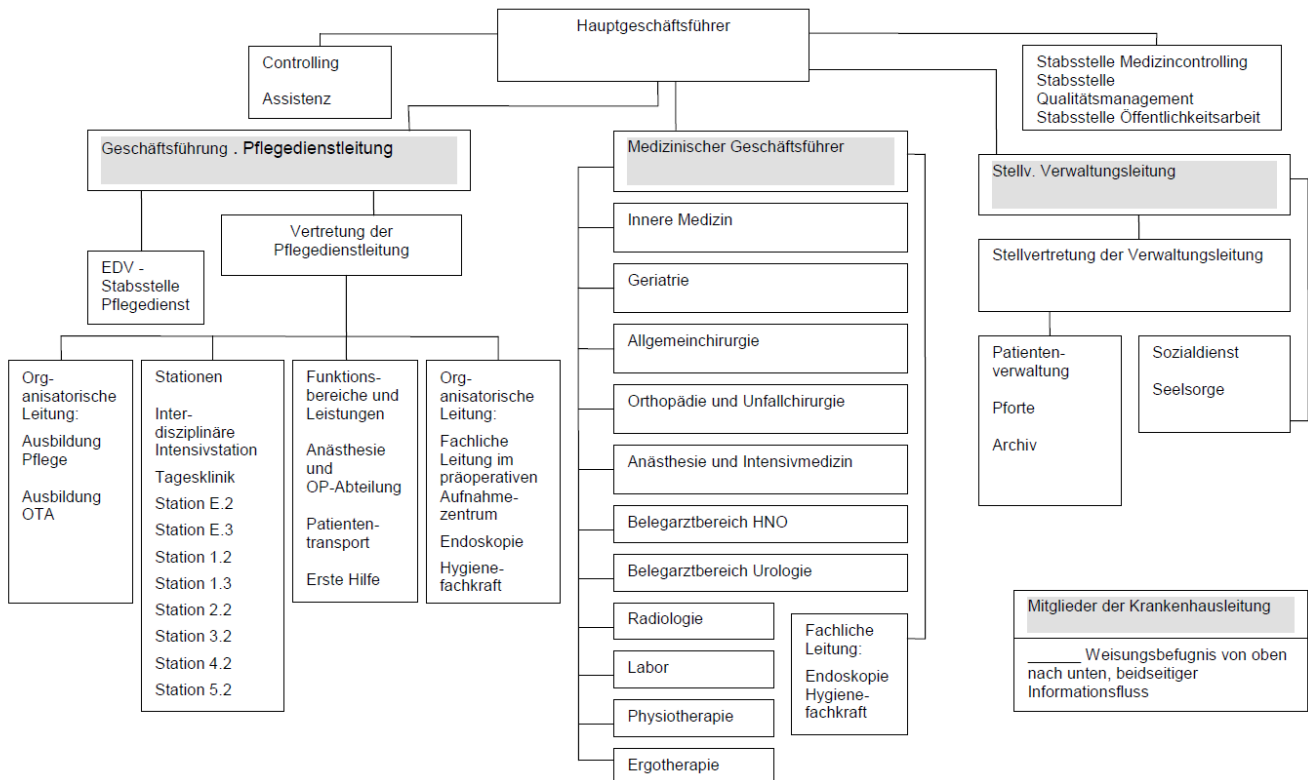 Hauptgeschäftsführer
Controlling
Assistenz
Stabsstelle Medizincontrolling
Stabsstelle
Qualitätsmanagement
Stabsstelle Öffentlichkeitsarbeit
Geschäftsführung . Pflegedienstleitung
Medizinischer Geschäftsführer
Stellv. Verwaltungsleitung
Vertretung der
Pflegedienstleitung
EDV -
Stabsstelle
Pflegedienst
Org-
anisatorische
Leitung:
Ausbildung
Pflege
Ausbildung
OTA
Stationen
Inter-
disziplinäre
Intensivstation
Tagesklinik
Station E.2
Station E.3
Station 1.2
Station 1.3
Station 2.2
Station 3.2
Station 4.2
Station 5.2
Funktions-
bereiche und
Leistungen
Anästhesie
und
OP-Abteilung
Patienten-
transport
Erste Hilfe
Org-
anisatorische
Leitung:
Fachliche
Leitung im
präoperativen
Aufnahme-
zentrum
Endoskopie
Hygiene-
fachkraft
Innere Medizin
Geriatrie
Allgemeinchirurgie
Orthopädie und Unfallchirurgie
Anästhesie und Intensivmedizin
Belegarztbereich HNO
Belegarztbereich Urologie
Radiologie
Labor
Physiotherapie
Ergotherapie
Fachliche
Leitung:
Endoskopie
Hygiene-
fachkraft
Stellvertretung der Verwaltungsleitung
Patienten-
verwaltung
Pforte
Archiv
Sozialdienst
Seelsorge
Mitglieder der Krankenhausleitung
______ Weisungsbefugnis von oben
nach unten, beidseitiger
Informationsfluss